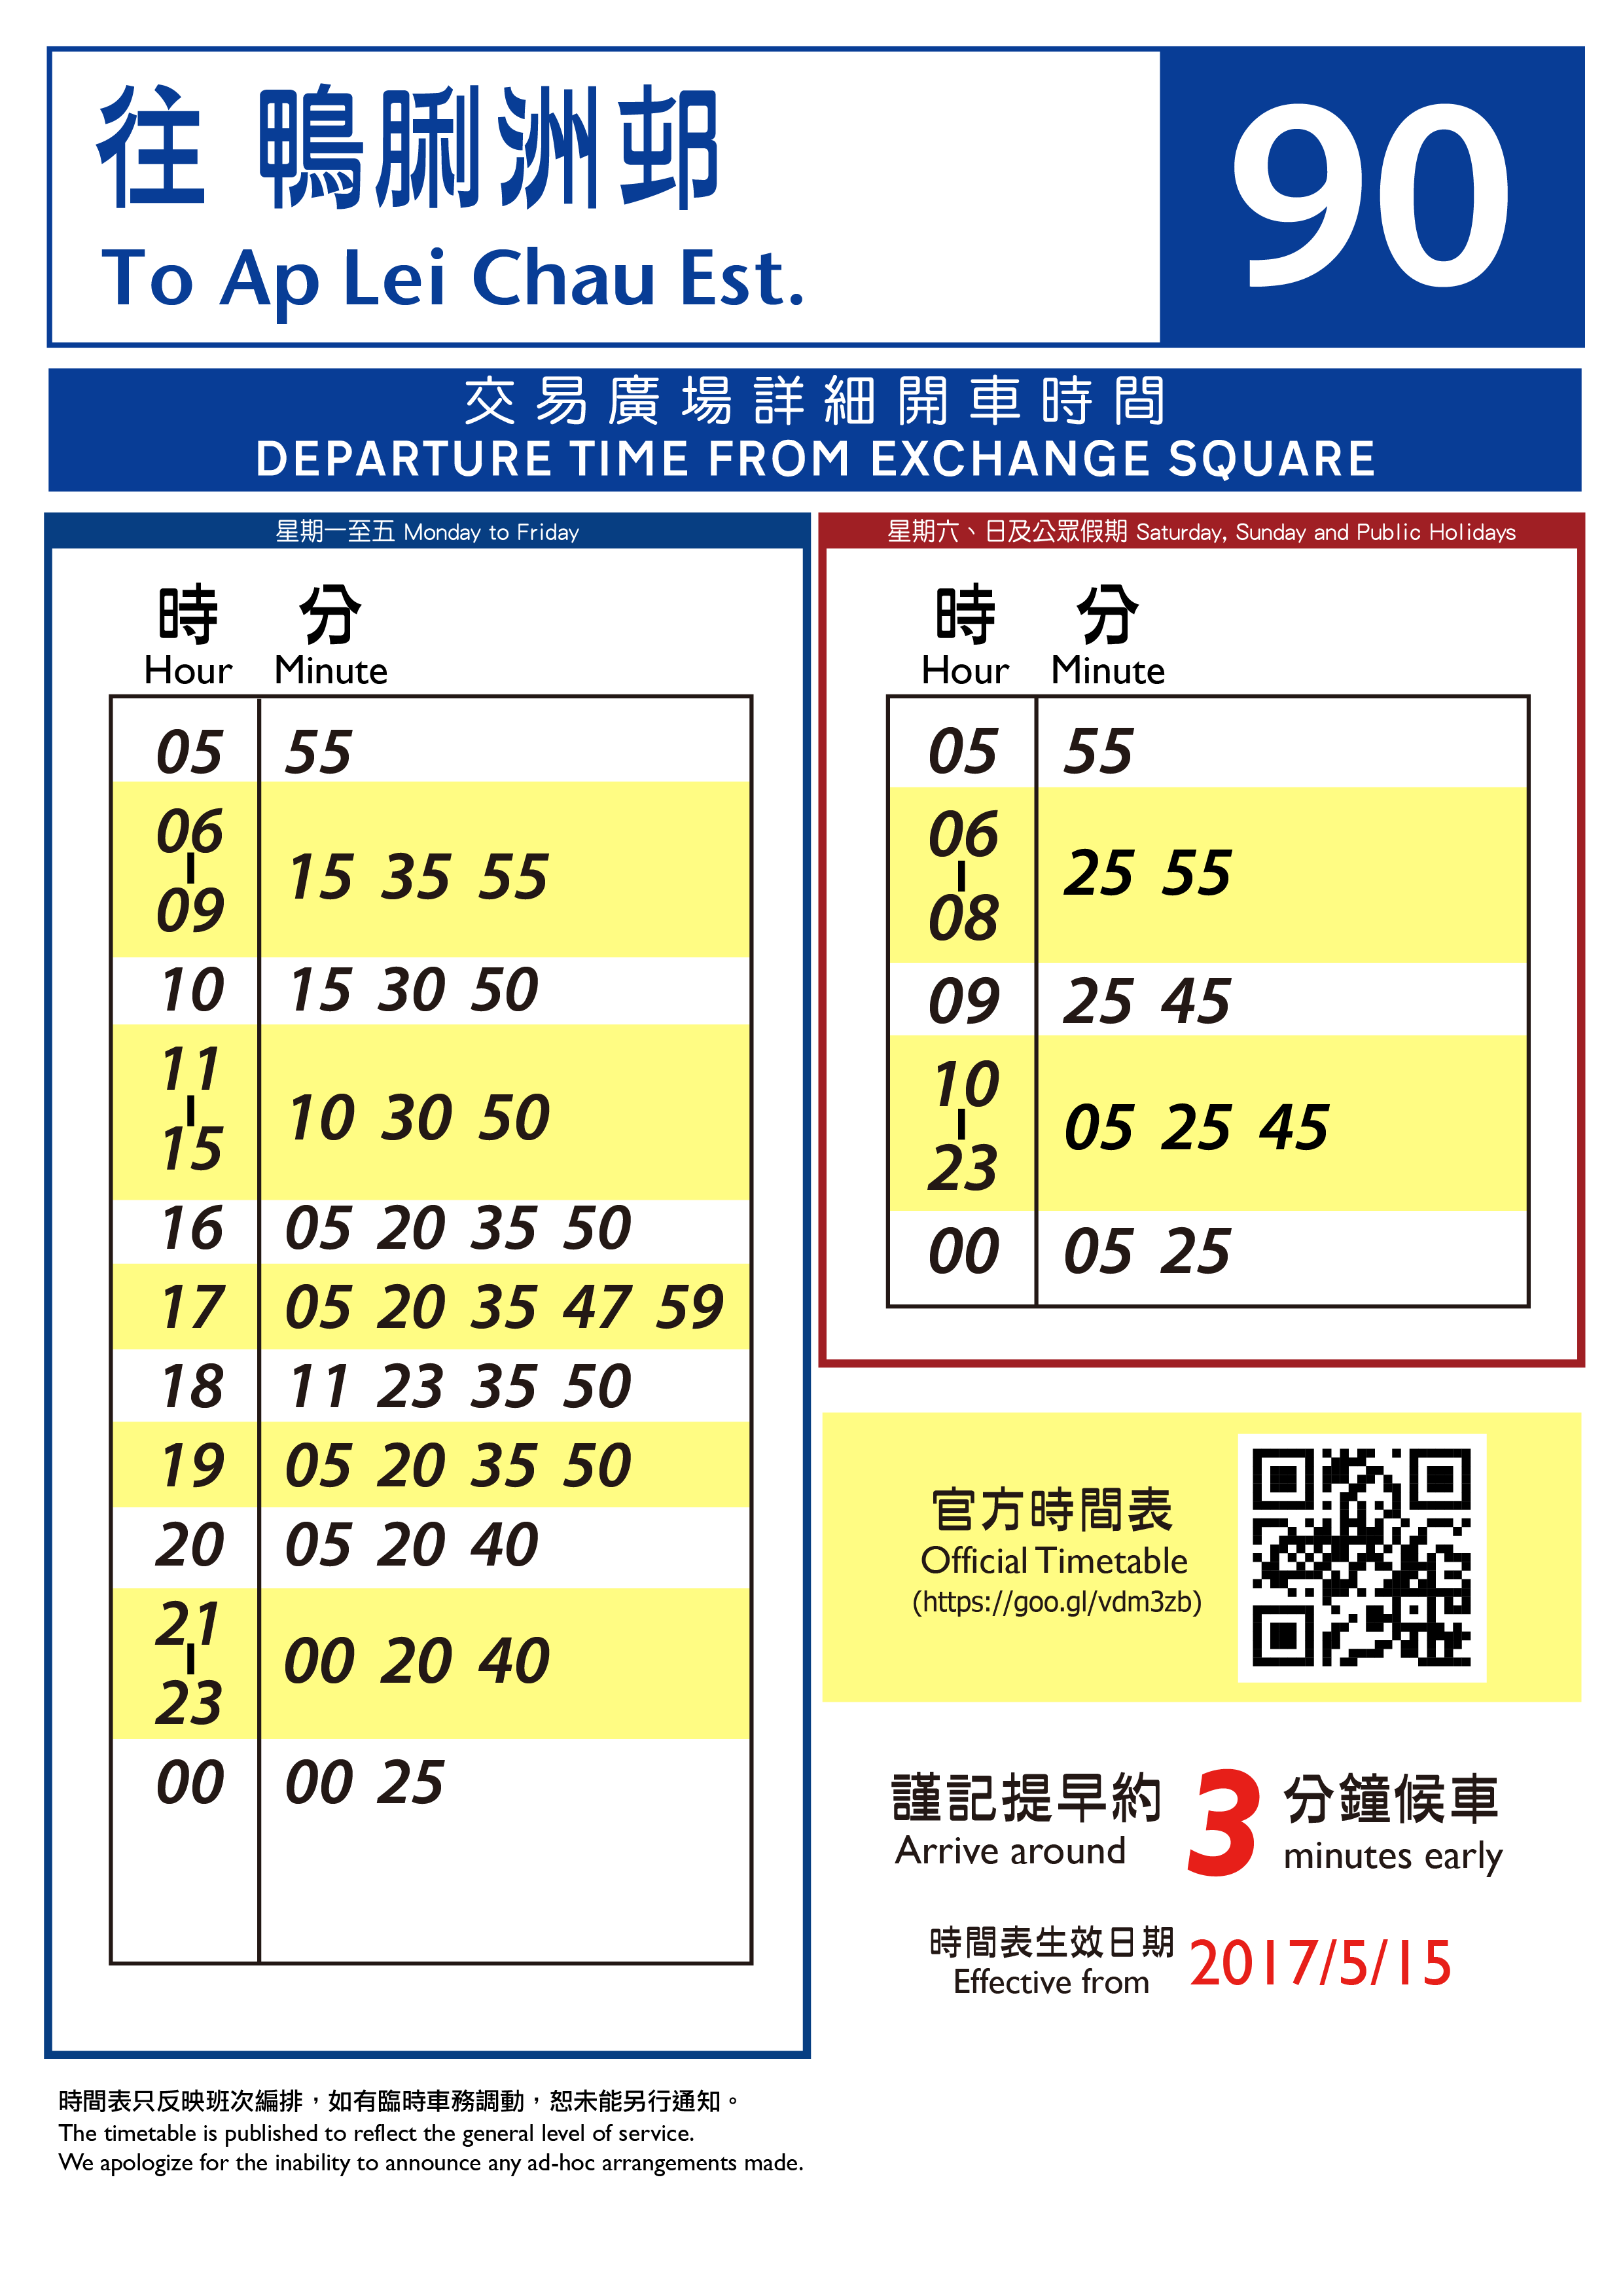 往 鴨脷洲邨
To Ap Lei Chau Est.
90
交易廣場詳細開車時間
DEPARTURE TIME FROM EXCHANGE SQUARE
星期一至五 Monday to Friday
時 分
Hour Minute
05 55
06
-
09
15 35 55
10 15 30 50
11
-
15
10 30 50
16 05 20 35 50
17 05 20 35 47 59
18 11 23 35 50
19 05 20 35 50
20 05 20 40
21
-
23
00 20 40
00 00 25
星期六、日及公眾假期 Saturday, Sunday and Public Holidays
時 分
Hour Minute
05 55
06
-
08
25 55
09 25 45
10
-
23
05 25 45
00 05 25
官方時間表
Official Timetable
(https://goo.gl/vdm3zb)
謹記提早約 3 分鐘候車
Arrive around minutes early
時間表生效日期
Effective from
2017/5/15
時間表只反映班次編排，如有臨時車務調動，恕未能另行通知。
The timetable is published to reflect the general level of service.
We apologize for the inability to announce any ad-hoc arrangements made.